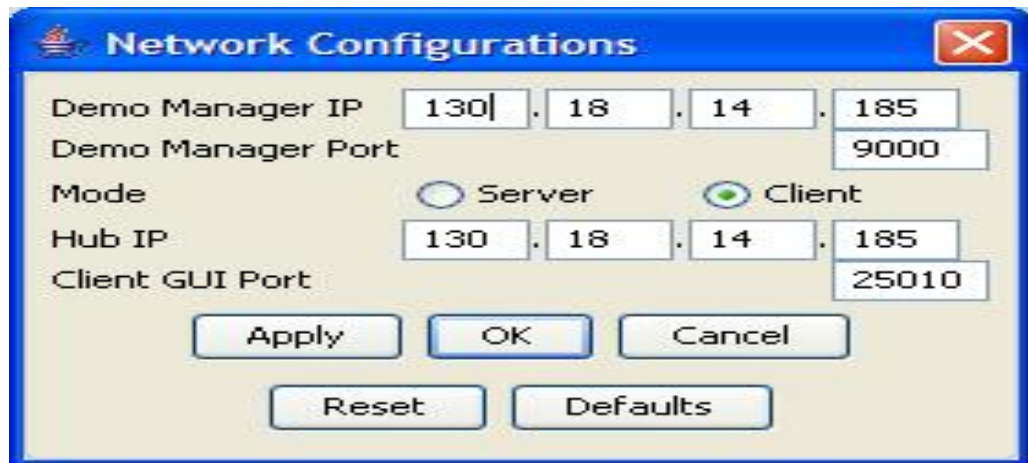 Network Configurations
Demo Manager IP 130 . 18 . 14 . 185
Demo Manager Port 9000
Mode Server Client
Hub IP 130 . 18 . 14 . 185
Client GUI Port 25010
Apply OK Cancel
Reset Defaults